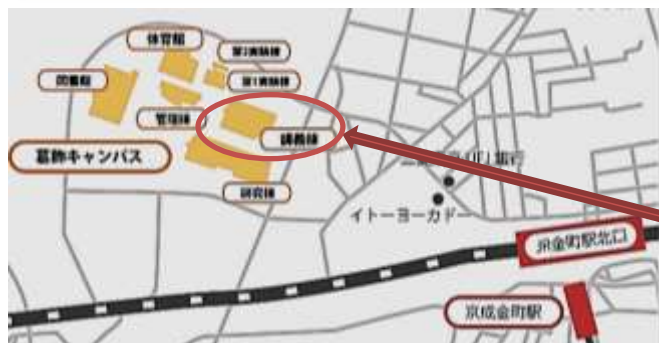 体育館
第2実験棟
図書館
第1実験棟
管理棟
講義棟
葛飾キャンパス
研究棟
イトーヨーカドー
JR金町駅北口
京成金町駅